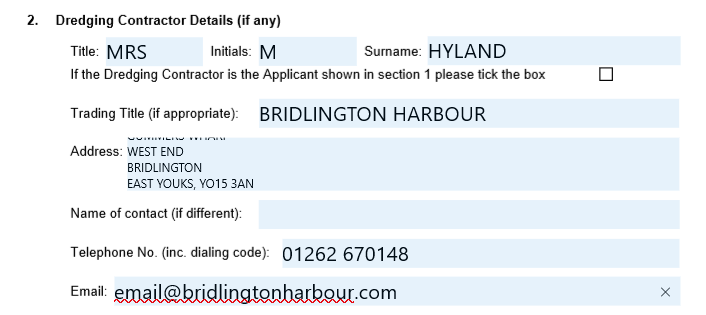 2. Dredging Contractor Details (if any)
Title: MRS Initials: M Surname: HYLAND
If the Dredging Contractor is the Applicant shown in section 1 please tick the box
Trading Title (if appropriate): BRIDLINGTON HARBOUR
Address: WEST END
BRIDLINGTON
EAST YOUKS, YO15 3AN
Name of contact (if different):
Telephone No. (inc. dialing code): 01262 670148
Email: email@bridlingtonharbour.com